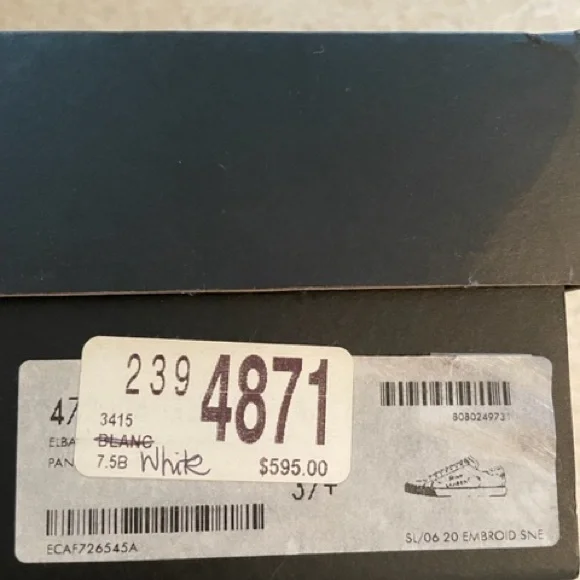 239 4871
3415
BLANC
7.5B White
$595.00
47
ELBA
PAN
37+
8080249731
ECAF726545A
SL/06 20 EMBROID SNE